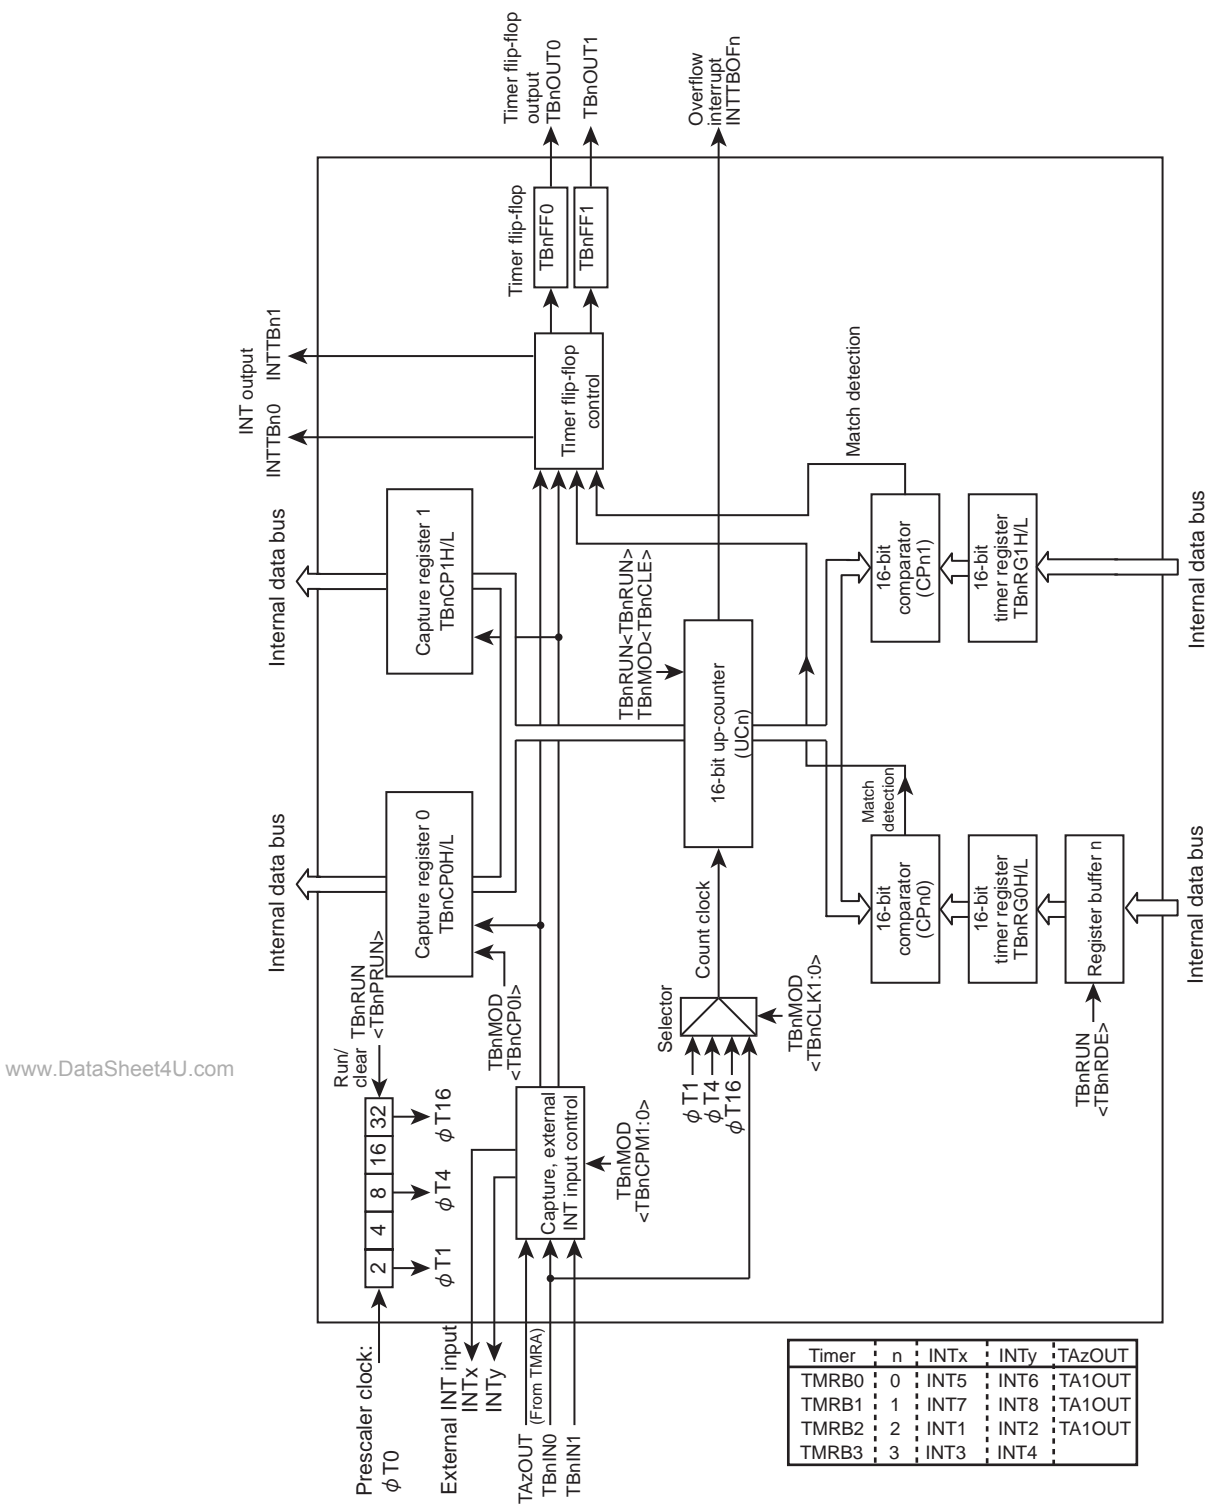 Prescaler clock:
φT0
2
4
8
16
32
Run/
clear
TBnRUN
<TBnPRUN>
φT1
φT4
φT16
External INT input
INTx
INTy
TAzOUT
(From TMRA)
TBnIN0
TBnIN1
Capture, external
INT input control
TBnMOD
<TBnCPM1:0>
TBnMOD
<TBnCP0I>
Internal data bus
Capture register 0
TBnCP0H/L
Internal data bus
Capture register 1
TBnCP1H/L
INT output
INTTBn0
INTTBn1
Timer flip-flop
control
Timer flip-flop
TBnFF0
TBnFF1
Timer flip-flop
output
TBnOUT0
TBnOUT1
Overflow
interrupt
INTTBOFn
Selector
φT1
φT4
φT16
TBnMOD
<TBnCLK1:0>
Count clock
16-bit up-counter
(UCn)
TBnRUN<TBnRUN>
TBnMOD<TBnCLE>
Match
detection
Match detection
16-bit
comparator
(CPn0)
16-bit
timer register
TBnRG0H/L
Register buffer n
TBnRUN
<TBnRDE>
Internal data bus
16-bit
comparator
(CPn1)
16-bit
timer register
TBnRG1H/L
Internal data bus
Timer n INTx INTy TAzOUT
TMRB0 0 INT5 INT6 TA1OUT
TMRB1 1 INT7 INT8 TA1OUT
TMRB2 2 INT1 INT2 TA1OUT
TMRB3 3 INT3 INT4
www.DataSheet4U.com